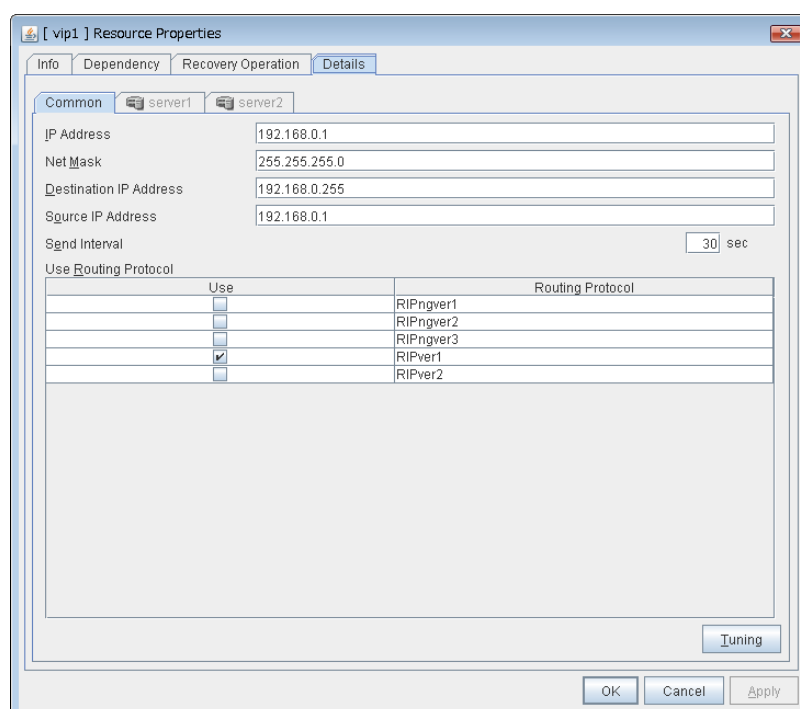 [ vip1 ] Resource Properties
Info Dependency Recovery Operation Details
Common server1 server2
IP Address 192.168.0.1
Net Mask 255.255.255.0
Destination IP Address 192.168.0.255
Source IP Address 192.168.0.1
Send Interval 30 sec
Use Routing Protocol
Use Routing Protocol
RIPngver1
RIPngver2
RIPngver3
RIPver1
RIPver2
Tuning
OK Cancel Apply